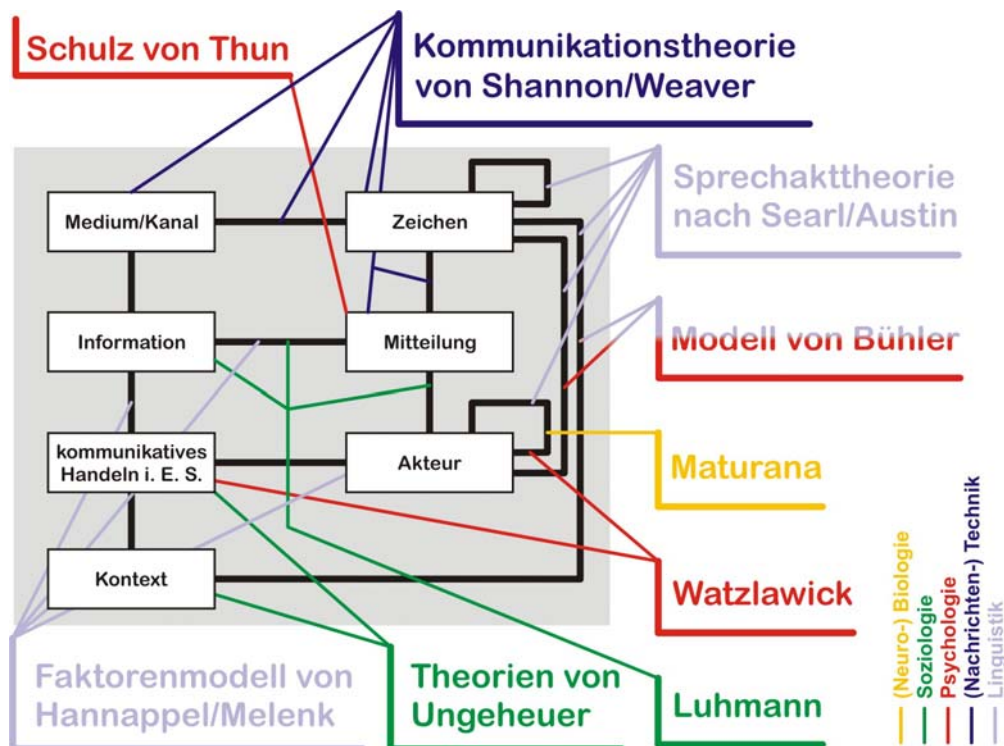 Schulz von Thun
Kommunikationstheorie
von Shannon/Weaver
Sprechakttheorie
nach Searl/Austin
Medium/Kanal
Zeichen
Information
Mitteilung
Modell von Bühler
kommunikatives
Handeln i. E. S.
Akteur
Maturana
Kontext
Watzlawick
Faktorenmodell von
Hannappel/Melenk
Theorien von
Ungeheuer
Luhmann
(Neuro-) Biologie
Soziologie
Psychologie
(Nachrichten-) Technik
Linguistik